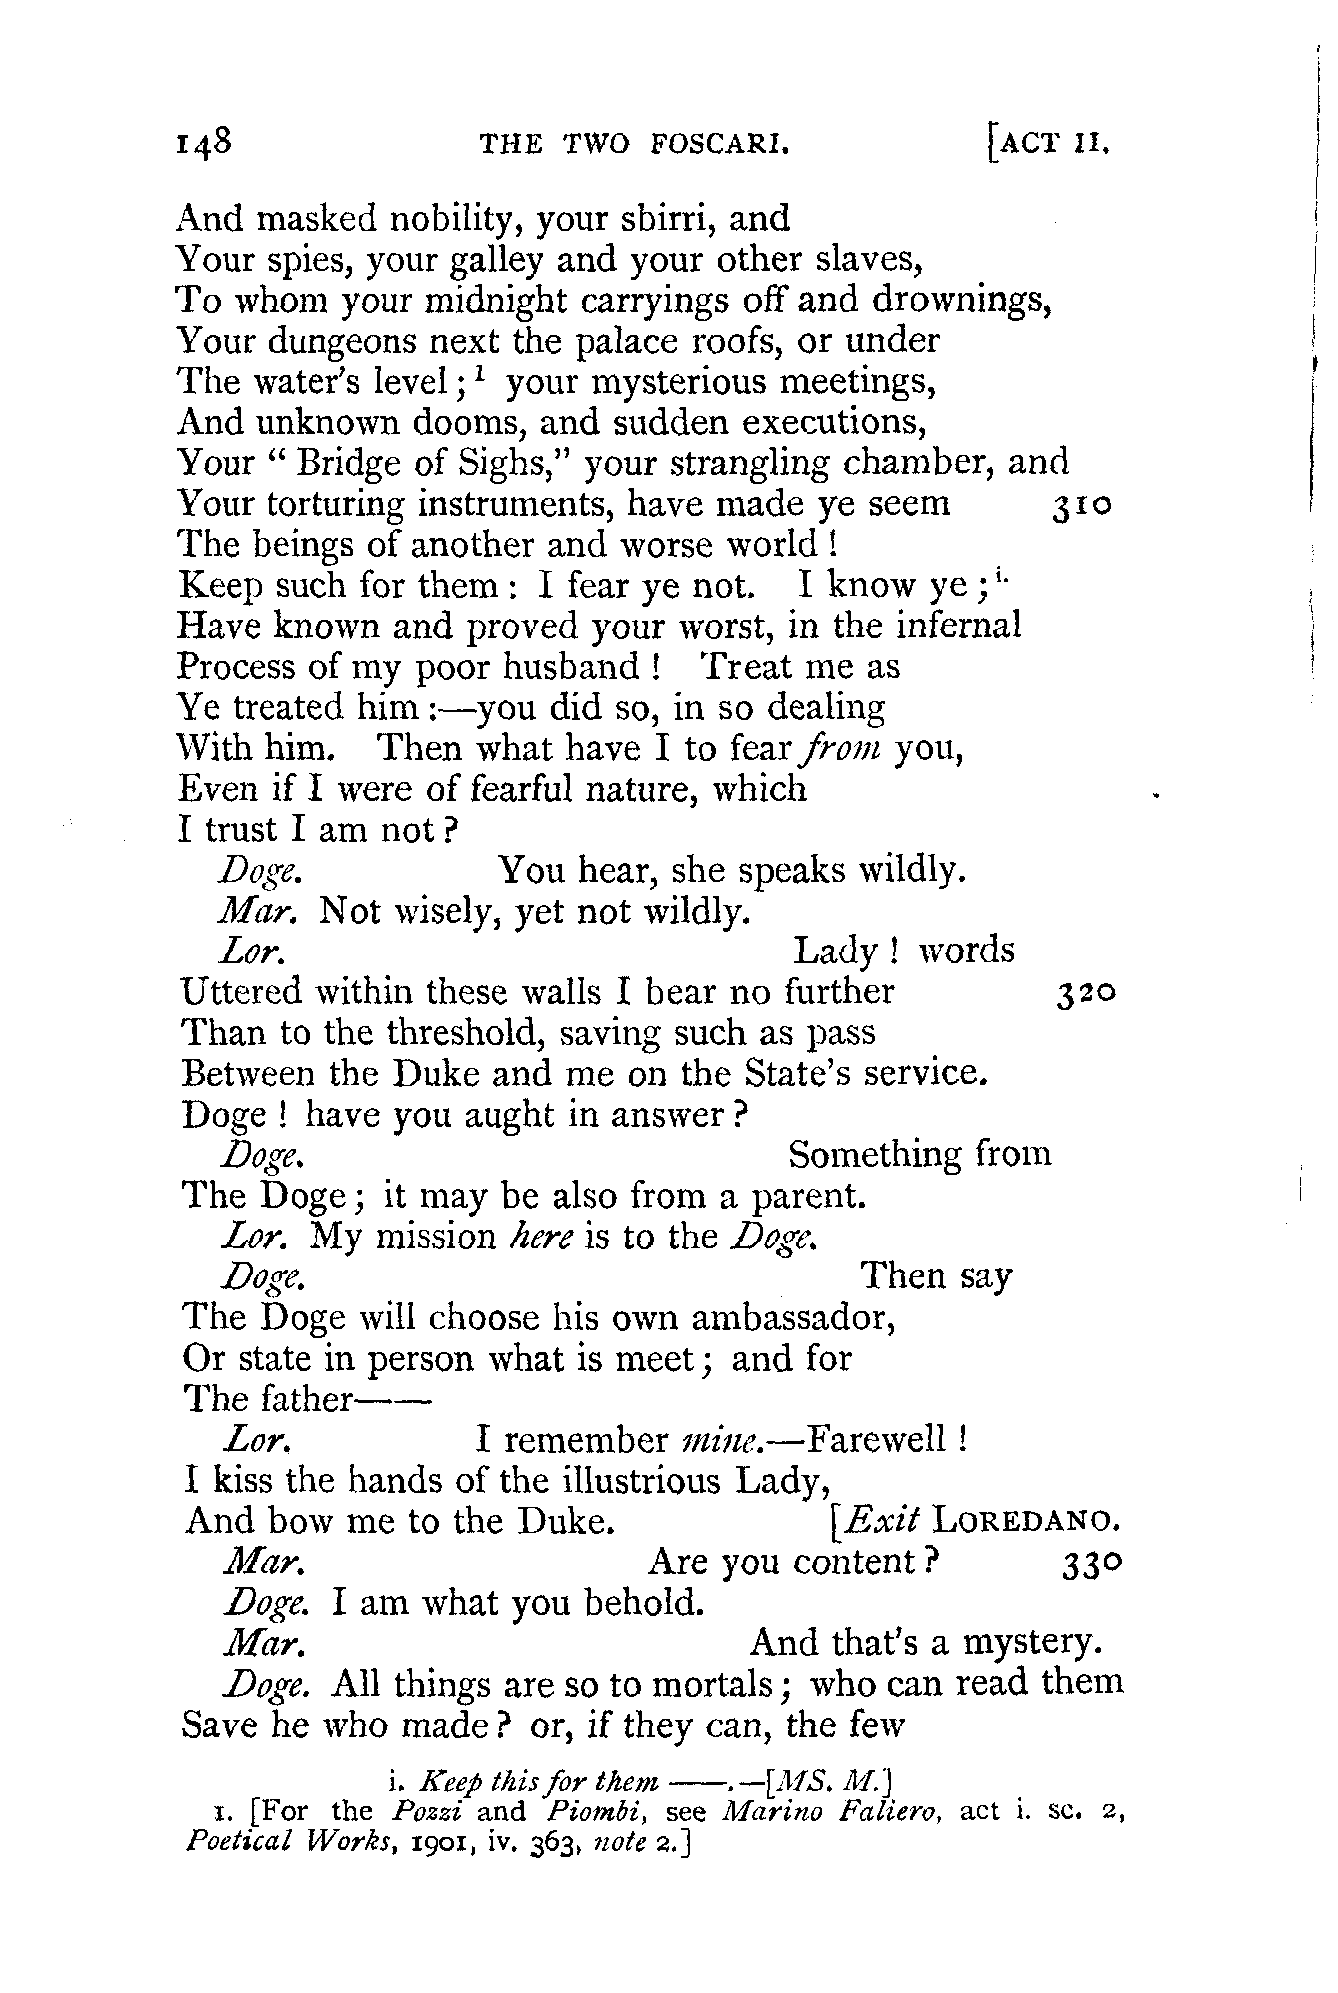 148 THE TWO FOSCARI. [ACT II.
And masked nobility, your sbirri, and
Your spies, your galley and your other slaves,
To whom your midnight carryings off and drownings,
Your dungeons next the palace roofs, or under
The water's level;¹ your mysterious meetings,
And unknown dooms, and sudden executions,
Your "Bridge of Sighs," your strangling chamber, and
Your torturing instruments, have made ye seem 310
The beings of another and worse world!
Keep such for them: I fear ye not. I know ye;i.
Have known and proved your worst, in the infernal
Process of my poor husband! Treat me as
Ye treated him:—you did so, in so dealing
With him. Then what have I to fear from you,
Even if I were of fearful nature, which
I trust I am not?
Doge. You hear, she speaks wildly.
Mar. Not wisely, yet not wildly.
Lor. Lady! words
Uttered within these walls I bear no further 320
Than to the threshold, saving such as pass
Between the Duke and me on the State's service.
Doge! have you aught in answer?
Doge. Something from
The Doge; it may be also from a parent.
Lor. My mission here is to the Doge.
Doge. Then say
The Doge will choose his own ambassador,
Or state in person what is meet; and for
The father——
Lor. I remember mine.—Farewell!
I kiss the hands of the illustrious Lady,
And bow me to the Duke. [Exit LOREDANO.
Mar. Are you content? 330
Doge. I am what you behold.
Mar. And that's a mystery.
Doge. All things are so to mortals; who can read them
Save he who made? or, if they can, the few
i. Keep this for them ——.—[MS. M.]
1. [For the Pozzi and Piombi, see Marino Faliero, act i. sc. 2,
Poetical Works, 1901, iv. 363, note 2.]